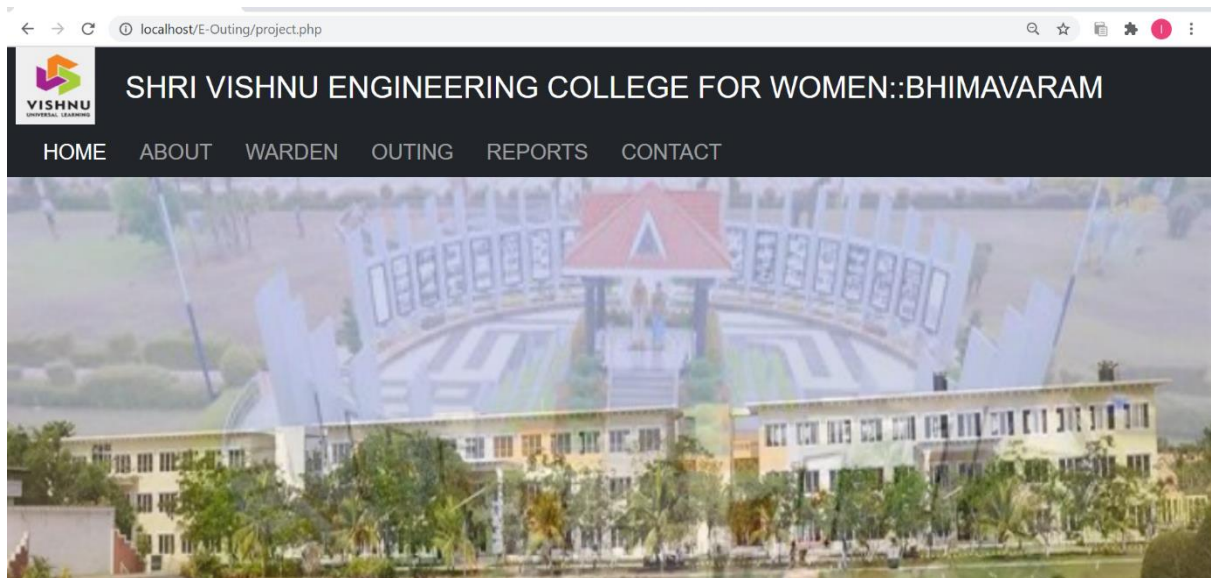 localhost/E-Outing/project.php
I
VISHNU
UNIVERSAL LEARNING
SHRI VISHNU ENGINEERING COLLEGE FOR WOMEN::BHIMAVARAM
HOME ABOUT WARDEN OUTING REPORTS CONTACT